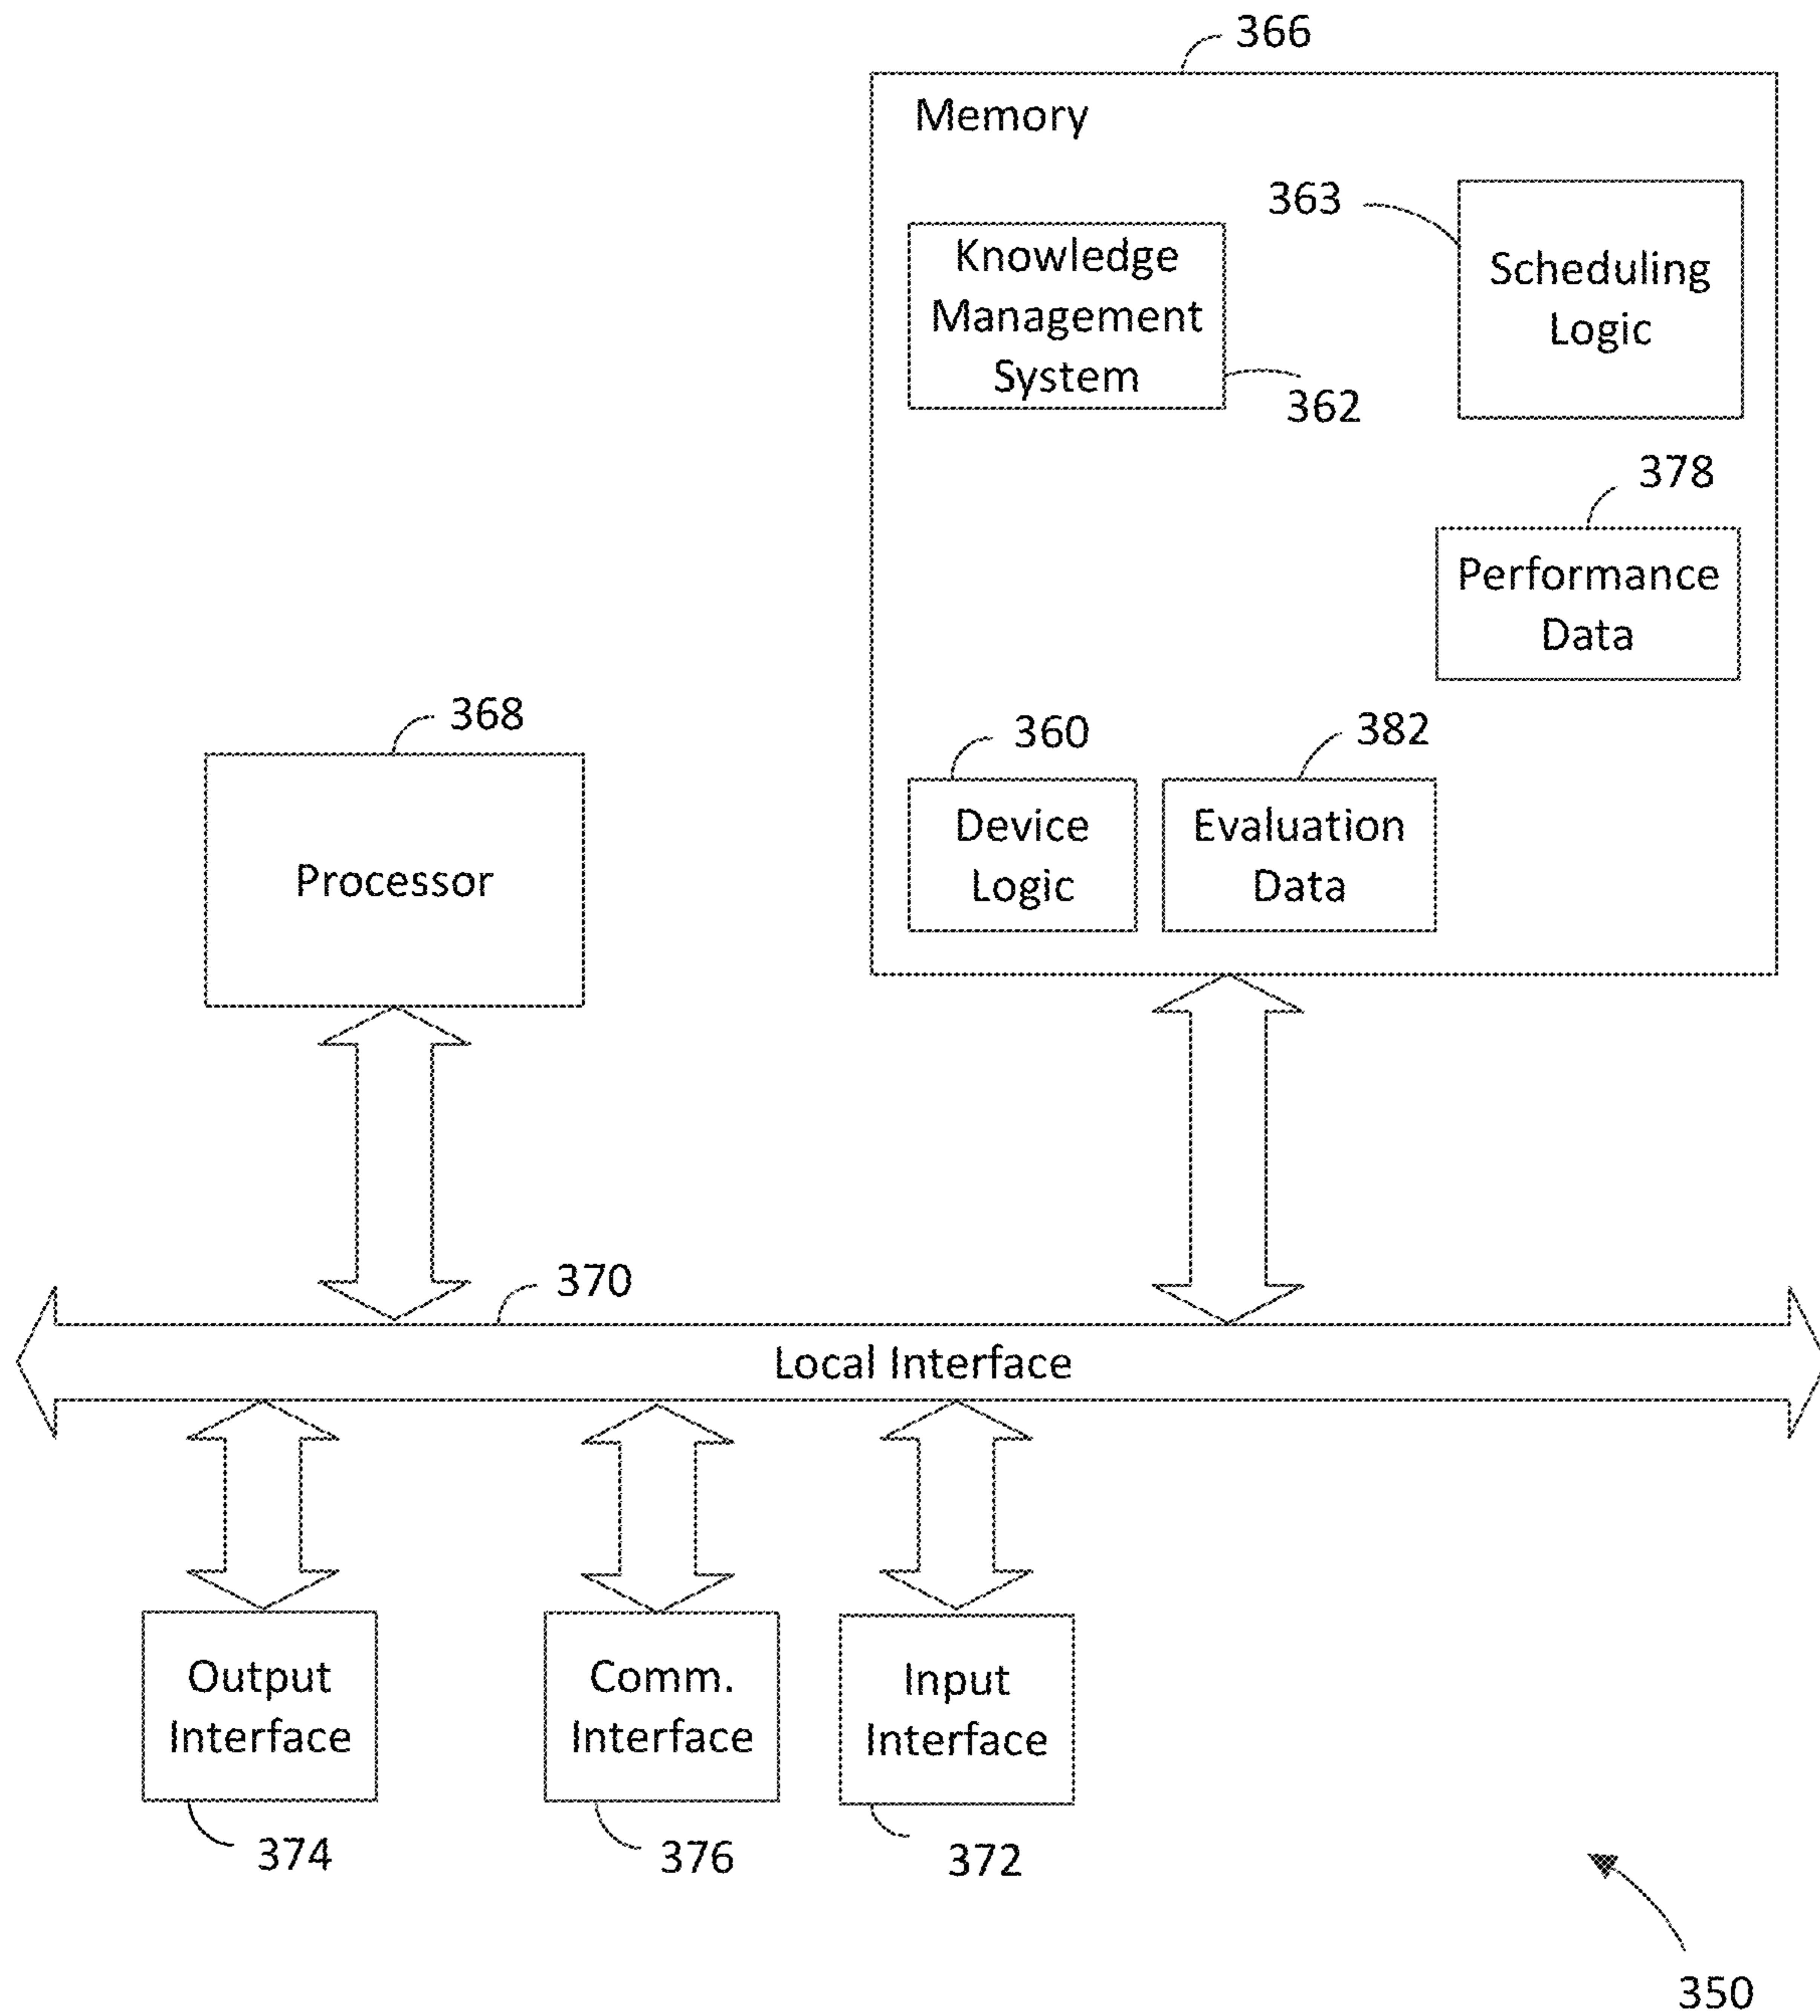 366
Memory
363
Knowledge
Management
System
362
Scheduling
Logic
378
Performance
Data
368
Processor
360
Device
Logic
382
Evaluation
Data
370
Local Interface
Output
Interface
374
Comm.
Interface
376
Input
Interface
372
350